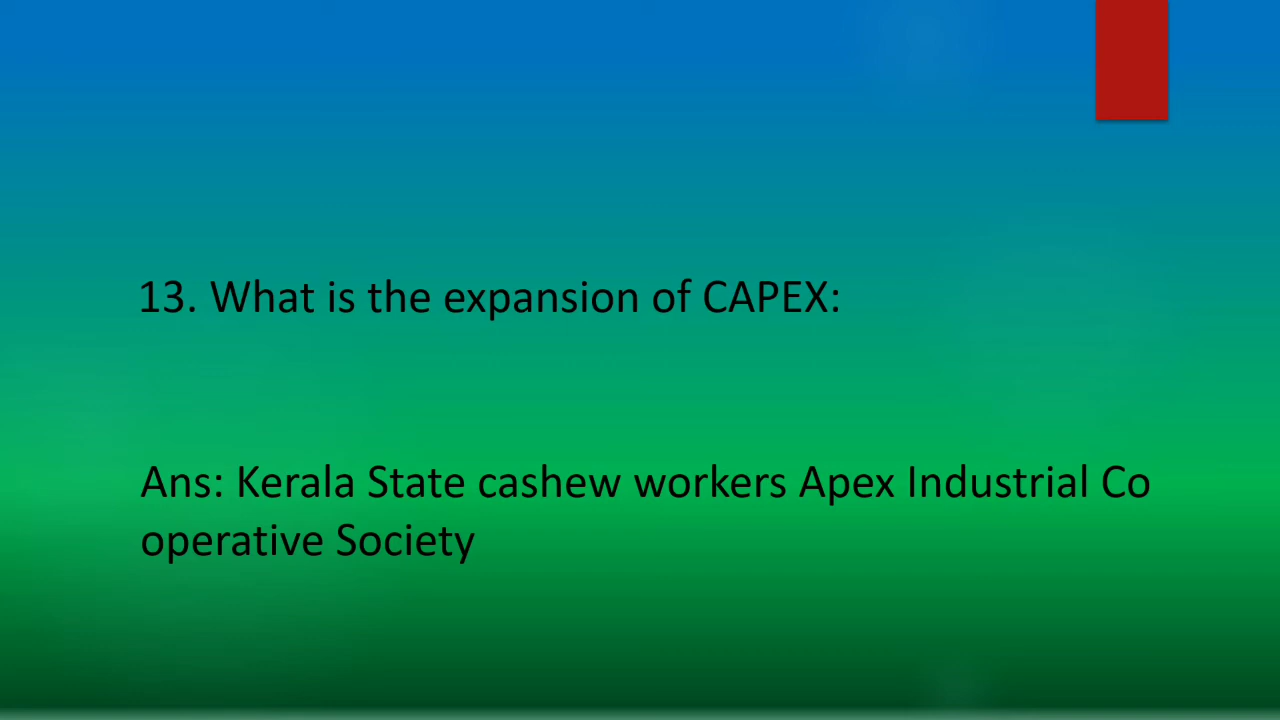 13. What is the expansion of CAPEX:
Ans: Kerala State cashew workers Apex Industrial Co
operative Society